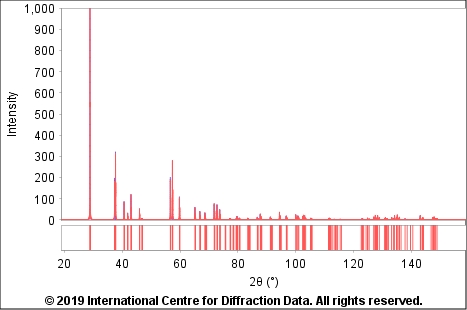 1,000
900
800
700
600
500
400
300
200
100
0
Intensity
20 40 60 80 100 120 140
2θ (°)
© 2019 International Centre for Diffraction Data. All rights reserved.